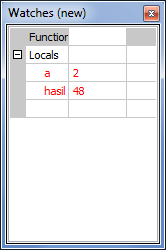 Watches (new)
Function
Locals
a 2
hasil 48